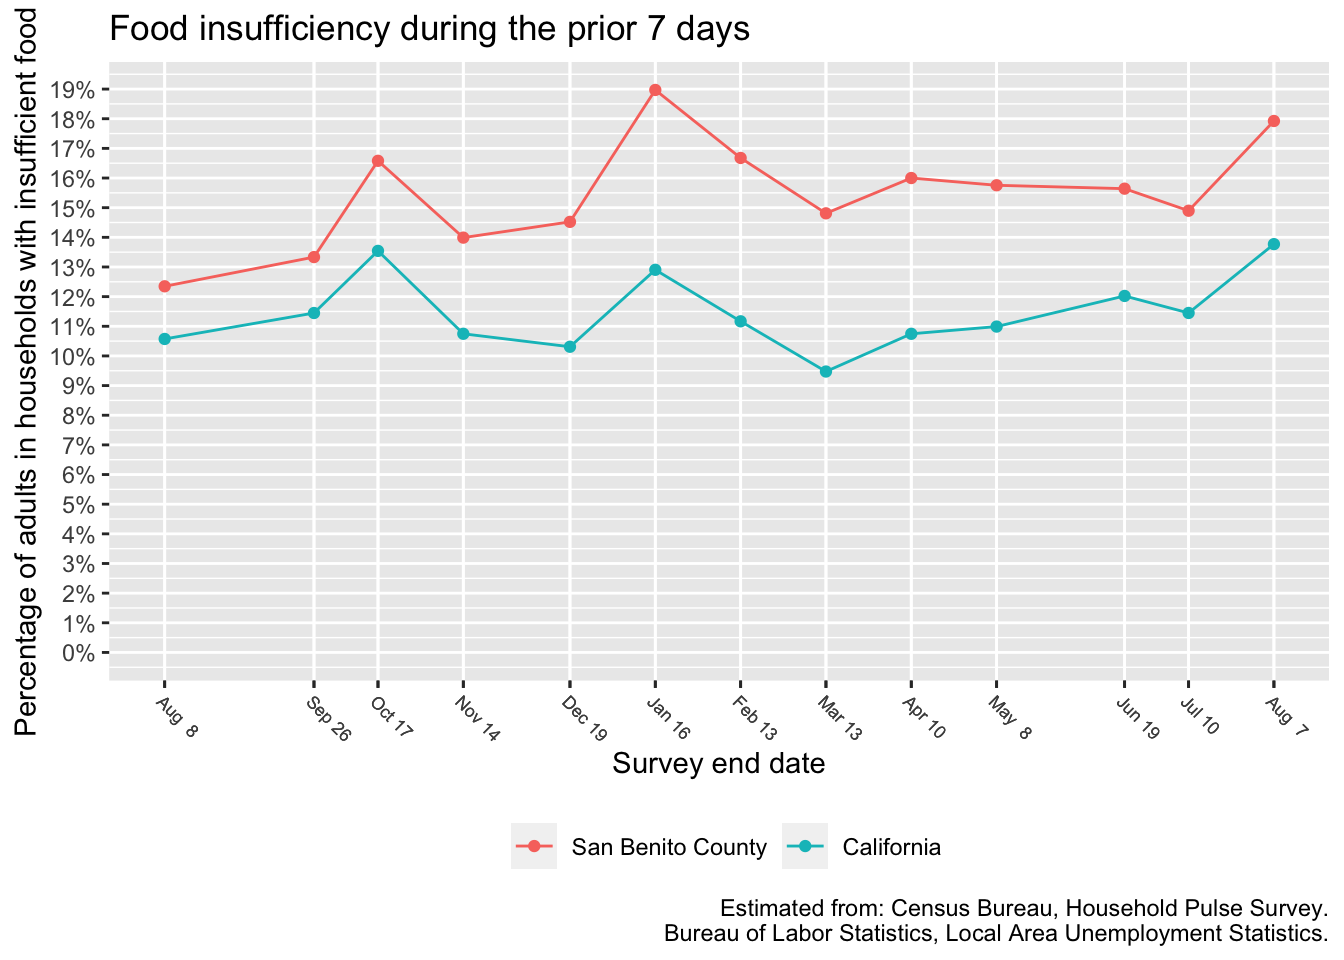 Food insufficiency during the prior 7 days
Percentage of adults in households with insufficient food
19%
18%
17%
16%
15%
14%
13%
12%
11%
10%
9%
8%
7%
6%
5%
4%
3%
2%
1%
0%
Aug 8
Sep 26
Oct 17
Nov 14
Dec 19
Jan 16
Feb 13
Mar 13
Apr 10
May 8
Jun 19
Jul 10
Aug 7
Survey end date
San Benito County
California
Estimated from: Census Bureau, Household Pulse Survey.
Bureau of Labor Statistics, Local Area Unemployment Statistics.